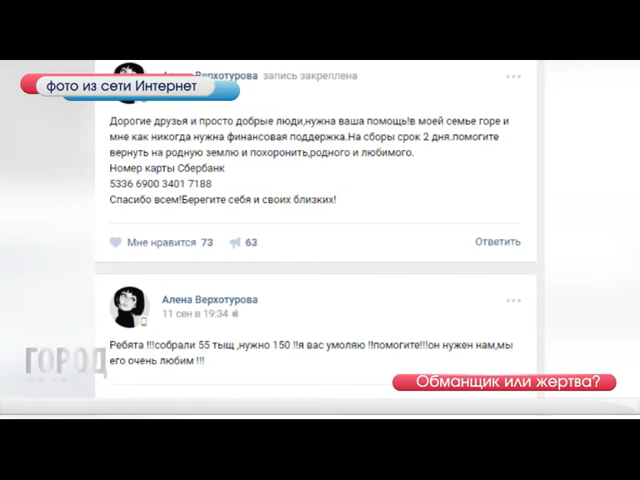 фото из сети Интернет
Алена Верхотурова запись закреплена
Дорогие друзья и просто добрые люди,нужна ваша помощь!в моей семье горе и
мне как никогда нужна финансовая поддержка.На сборы срок 2 дня.помогите
вернуть на родную землю и похоронить,родного и любимого.
Номер карты Сбербанк
5336 6900 3401 7188
Спасибо всем!Берегите себя и своих близких!
Мне нравится 73 63 Ответить
Алена Верхотурова
11 сен в 19:34
Ребята !!!собрали 55 тыщ ,нужно 150 !!я вас умоляю !!помогите!!!он нужен нам,мы
его очень любим !!!
ГОРОД
Обманщик или жертва?